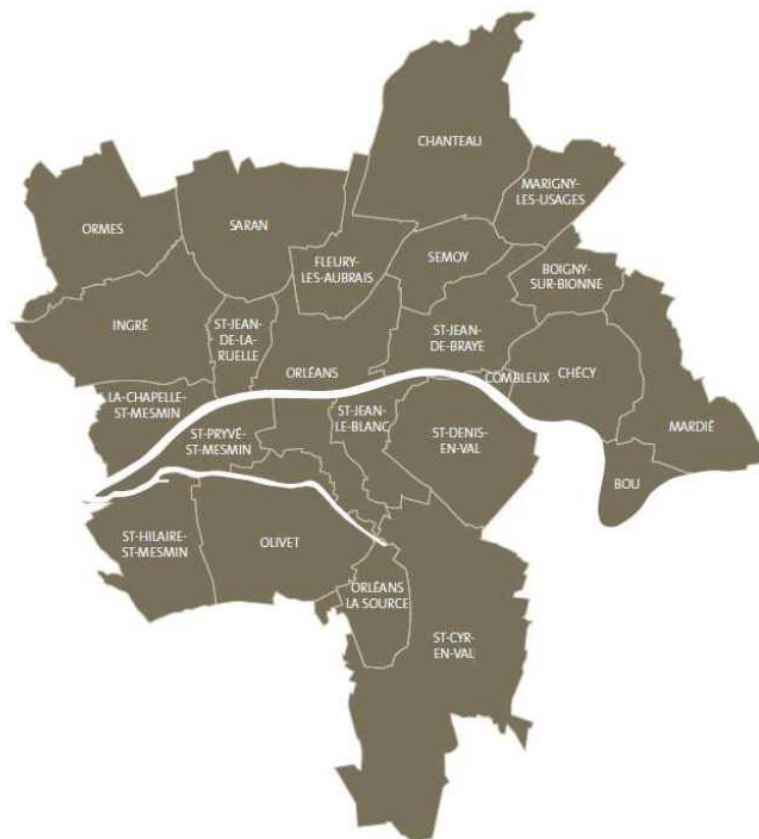 CHANTEAU
MARIGNY-
LES-USAGES
ORMES
SARAN
FLEURY-
LES-AUBRAIS
SEMOY
BOIGNY-
SUR-BIONNE
INGRÉ
ST-JEAN-
DE-LA-
RUELLE
ST-JEAN-
DE-BRAYE
ORLÉANS
COMBLEUX
CHÉCY
LA-CHAPELLE-
ST-MESMIN
ST-PRYVÉ-
ST-MESMIN
ST-JEAN-
LE-BLANC
ST-DENIS-
EN-VAL
MARDIÉ
BOU
ST-HILAIRE-
ST-MESMIN
OLIVET
ORLÉANS
LA SOURCE
ST-CYR-
EN-VAL